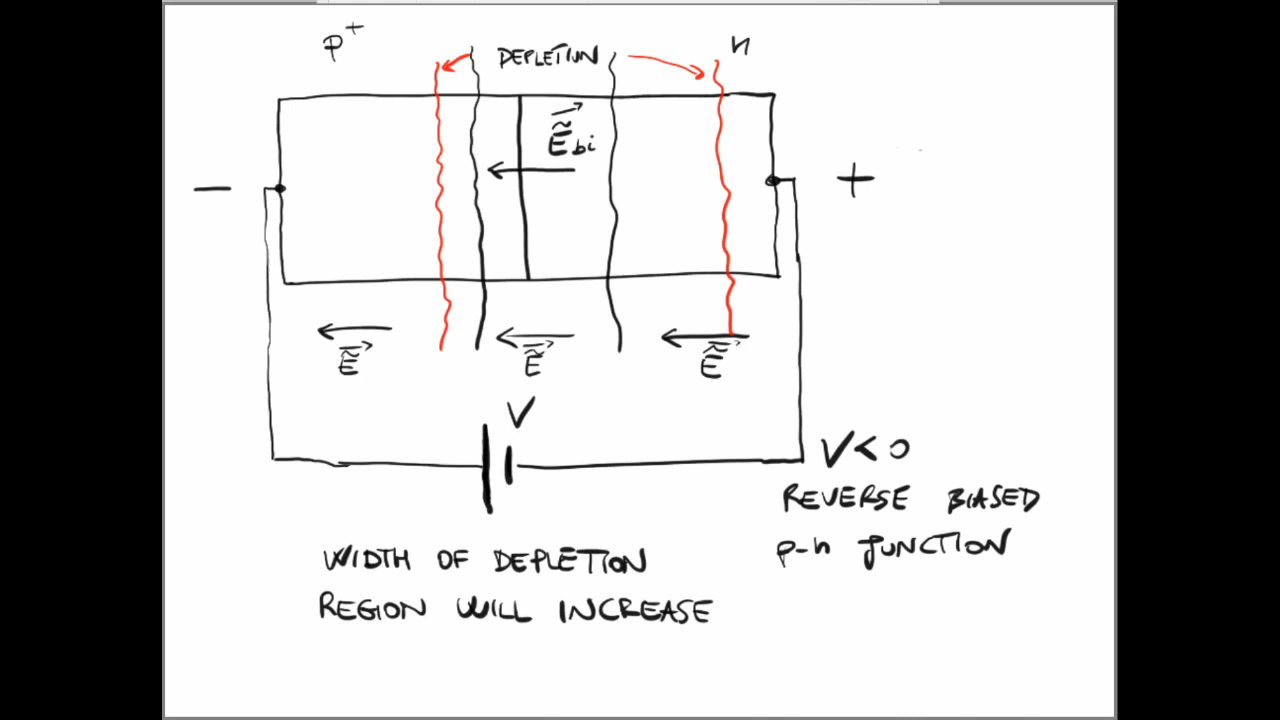 p+ DEPLETION n
E bi
− +
E E E
V
V < 0
REVERSE BIASED
p-n JUNCTION
WIDTH OF DEPLETION
REGION WILL INCREASE